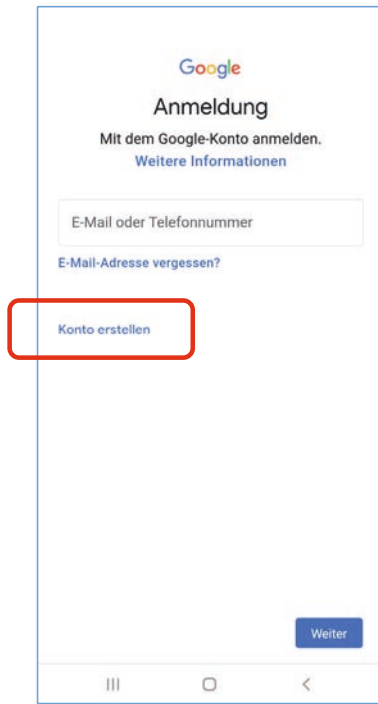 Google
Anmeldung
Mit dem Google-Konto anmelden.
Weitere Informationen
E-Mail oder Telefonnummer
E-Mail-Adresse vergessen?
Konto erstellen
Weiter